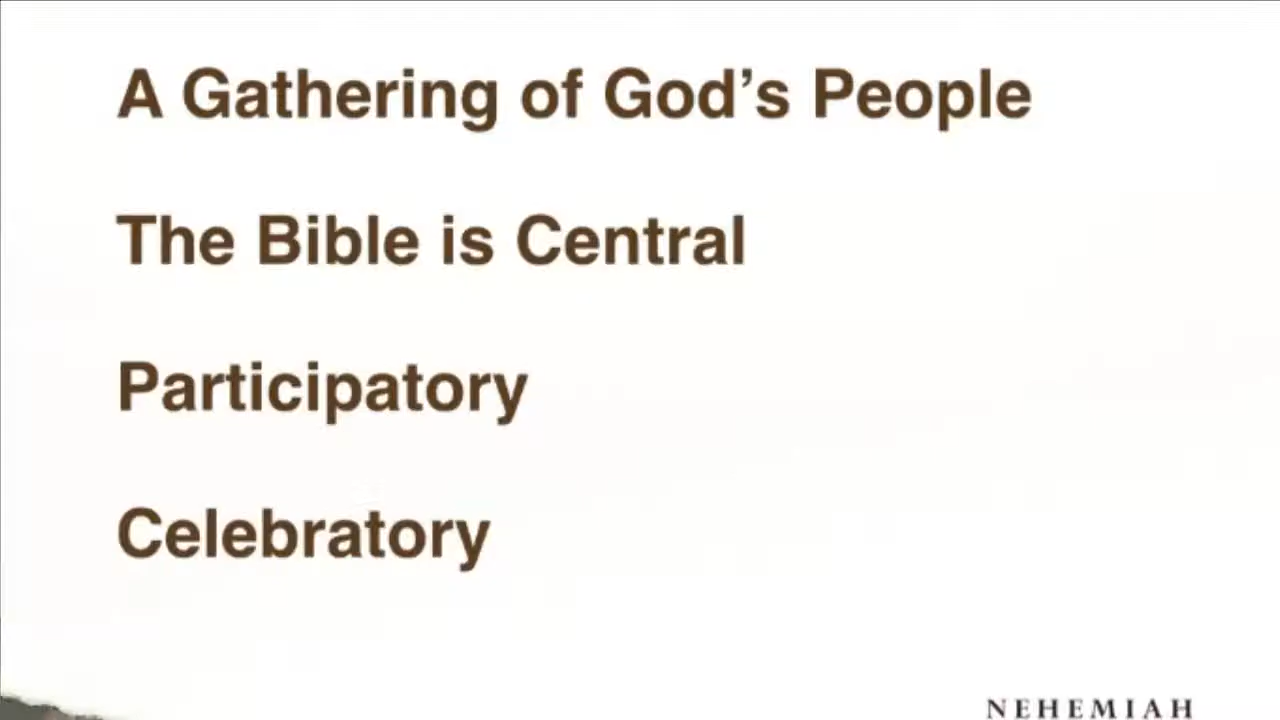 A Gathering of God’s People
The Bible is Central
Participatory
Celebratory
NEHEMIAH